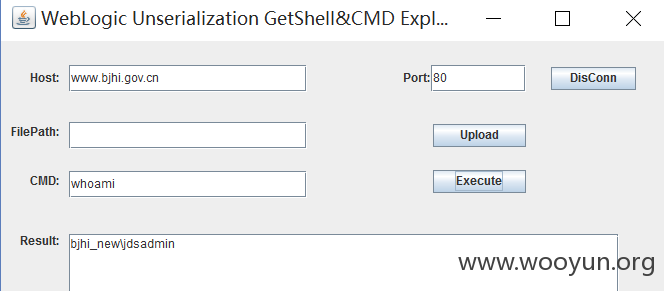 WebLogic Unserialization GetShell&CMD Expl...
Host: www.bjhi.gov.cn Port: 80 DisConn
FilePath: Upload
CMD: whoami Execute
Result: bjhi_new\jdsadmin
www.wooyun.org